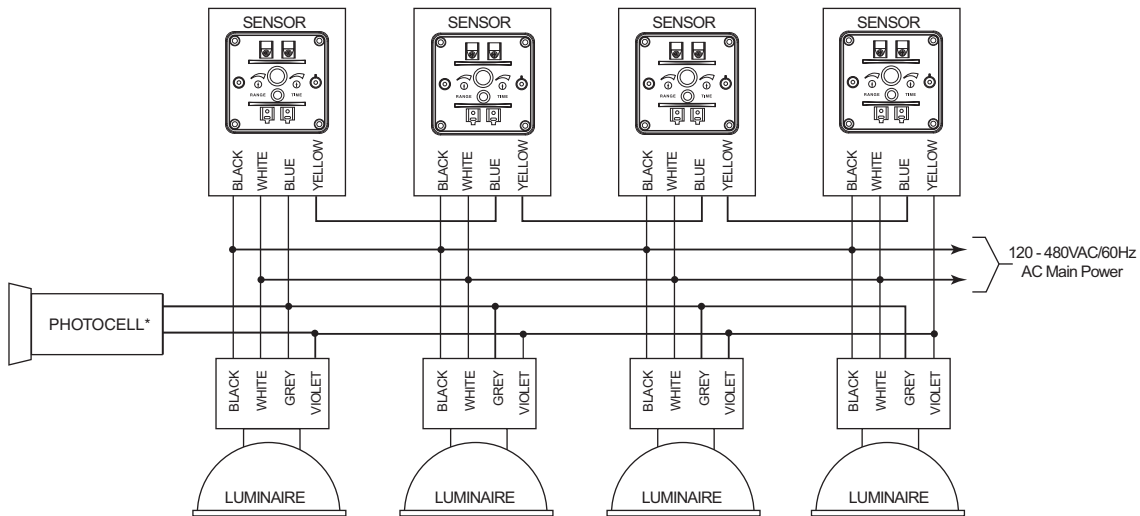 SENSOR SENSOR SENSOR SENSOR
RANGE TIME RANGE TIME RANGE TIME RANGE TIME
BLACK WHITE BLUE YELLOW BLACK WHITE BLUE YELLOW BLACK WHITE BLUE YELLOW BLACK WHITE BLUE YELLOW
120 - 480VAC/60Hz
AC Main Power
PHOTOCELL*
BLACK WHITE GREY VIOLET BLACK WHITE GREY VIOLET BLACK WHITE GREY VIOLET BLACK WHITE GREY VIOLET
LUMINAIRE LUMINAIRE LUMINAIRE LUMINAIRE